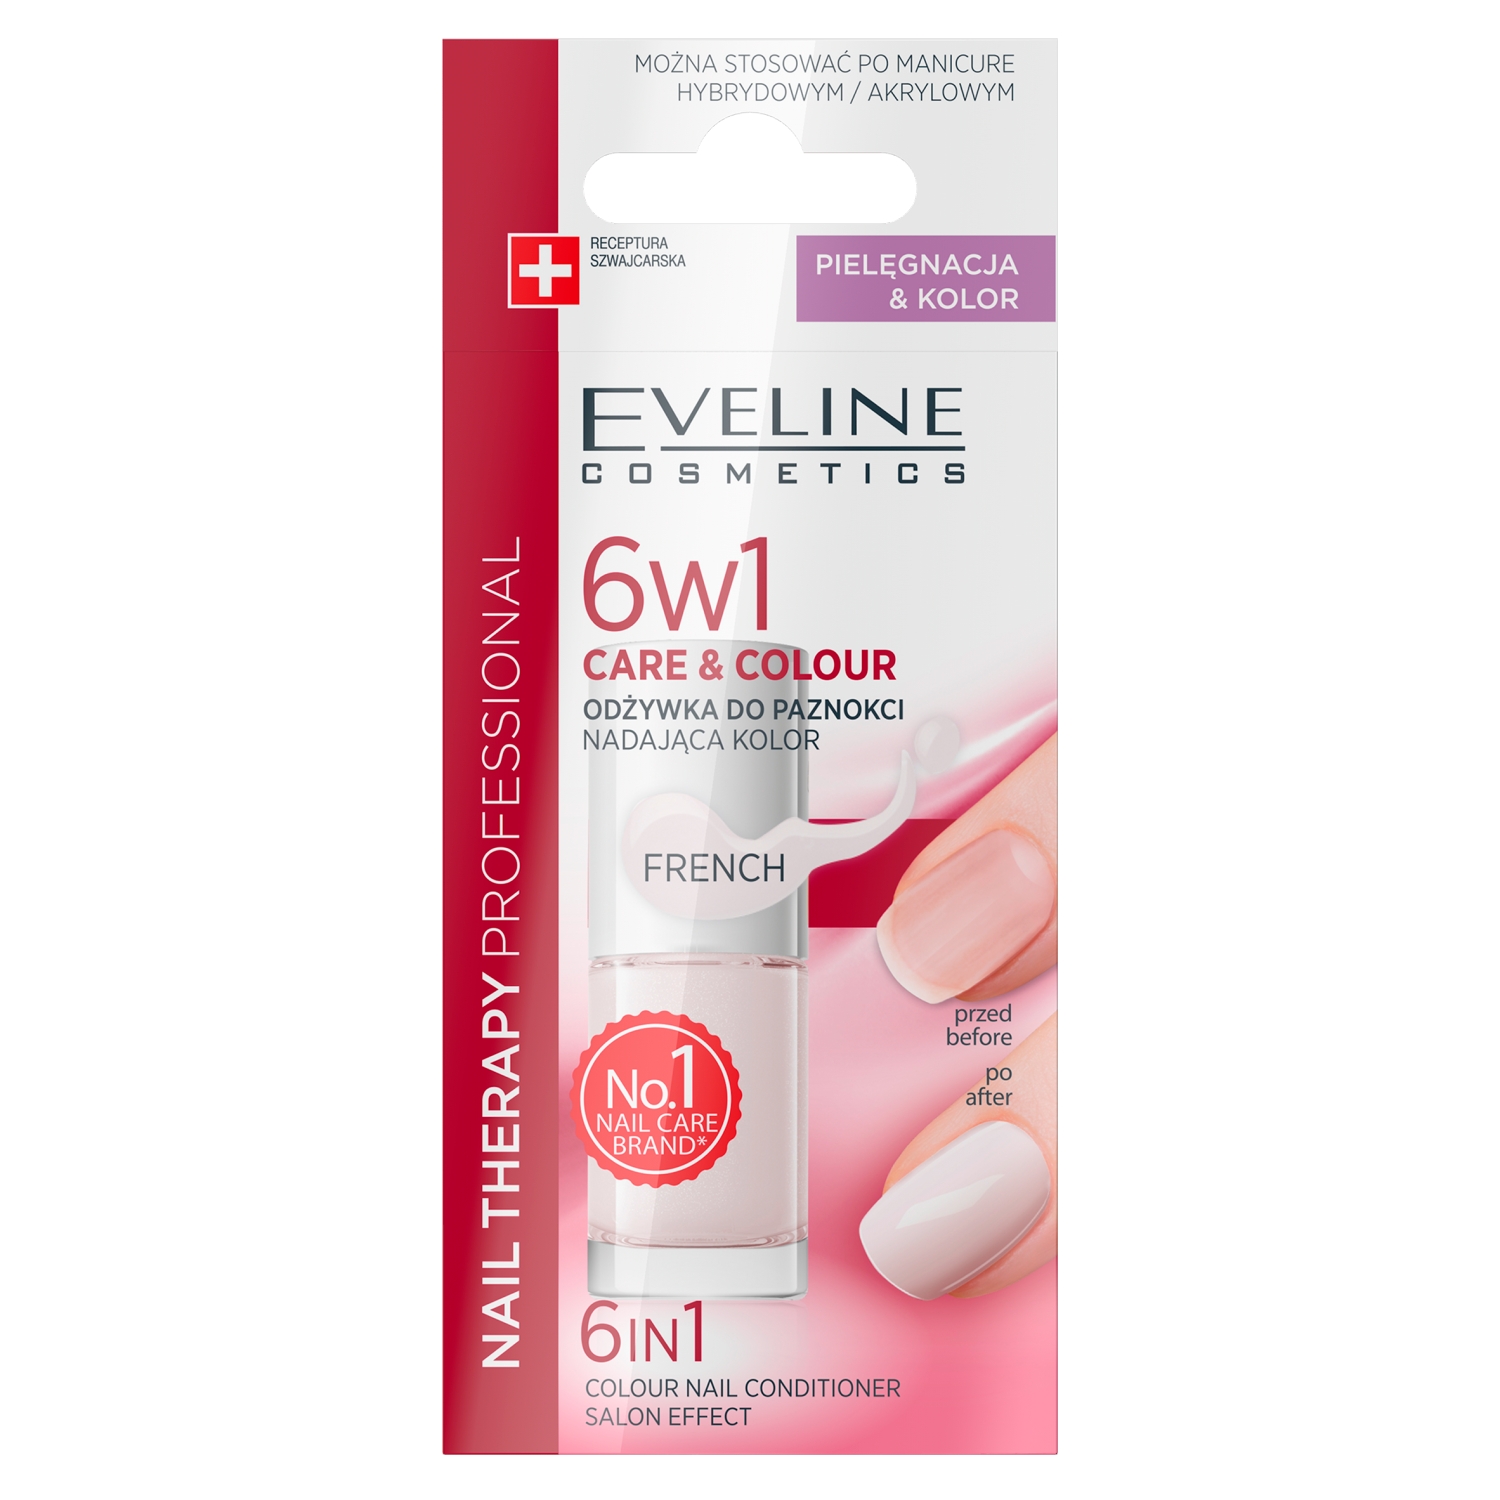 MOŻNA STOSOWAĆ PO MANICURE
HYBRYDOWYM / AKRYLOWYM
RECEPTURA
SZWAJCARSKA
PIELĘGNACJA
& KOLOR
EVELINE
COSMETICS
6w1
CARE & COLOUR
ODŻYWKA DO PAZNOKCI
NADAJĄCA KOLOR
FRENCH
przed
before
po
after
No.1
NAIL CARE
BRAND*
6IN1
COLOUR NAIL CONDITIONER
SALON EFFECT
NAIL THERAPY PROFESSIONAL